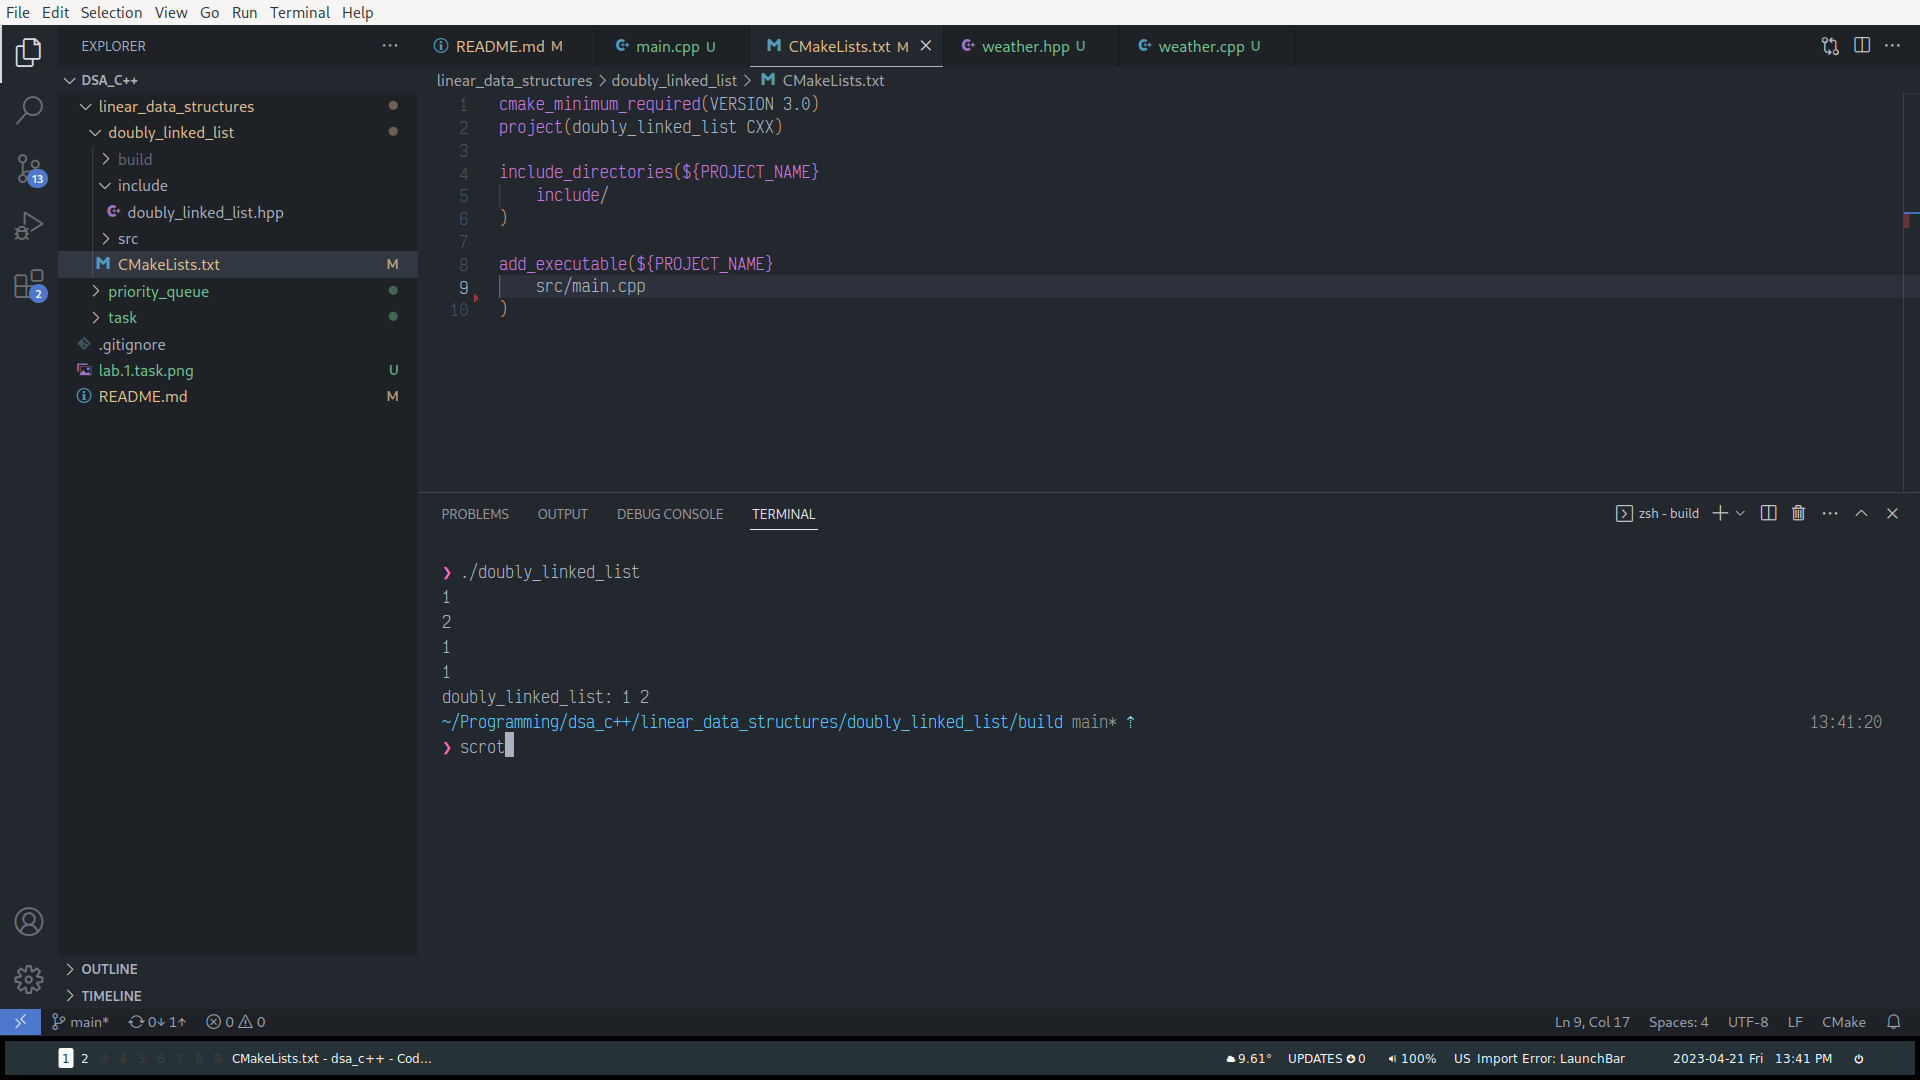 File Edit Selection View Go Run Terminal Help
EXPLORER
README.md M
main.cpp U
CMakeLists.txt M
weather.hpp U
weather.cpp U
DSA_C++
linear_data_structures
doubly_linked_list
build
include
doubly_linked_list.hpp
src
CMakeLists.txt M
priority_queue
task
.gitignore
lab.1.task.png U
README.md M
13
2
OUTLINE
TIMELINE
linear_data_structures > doubly_linked_list > CMakeLists.txt
1 cmake_minimum_required(VERSION 3.0)
2 project(doubly_linked_list CXX)
3
4 include_directories(${PROJECT_NAME}
5 include/
6 )
7
8 add_executable(${PROJECT_NAME}
9 src/main.cpp
10 )
PROBLEMS OUTPUT DEBUG CONSOLE TERMINAL
zsh - build
❯ ./doubly_linked_list
1
2
1
1
doubly_linked_list: 1 2
~/Programming/dsa_c++/linear_data_structures/doubly_linked_list/build main* ⇡ 13:41:20
❯ scrot
main* 0↓ 1↑ 0 0
Ln 9, Col 17 Spaces: 4 UTF-8 LF CMake
1 2 3 4 5 6 7 8 9 CMakeLists.txt - dsa_c++ - Cod...
9.61° UPDATES 0 100% US Import Error: LaunchBar 2023-04-21 Fri 13:41 PM